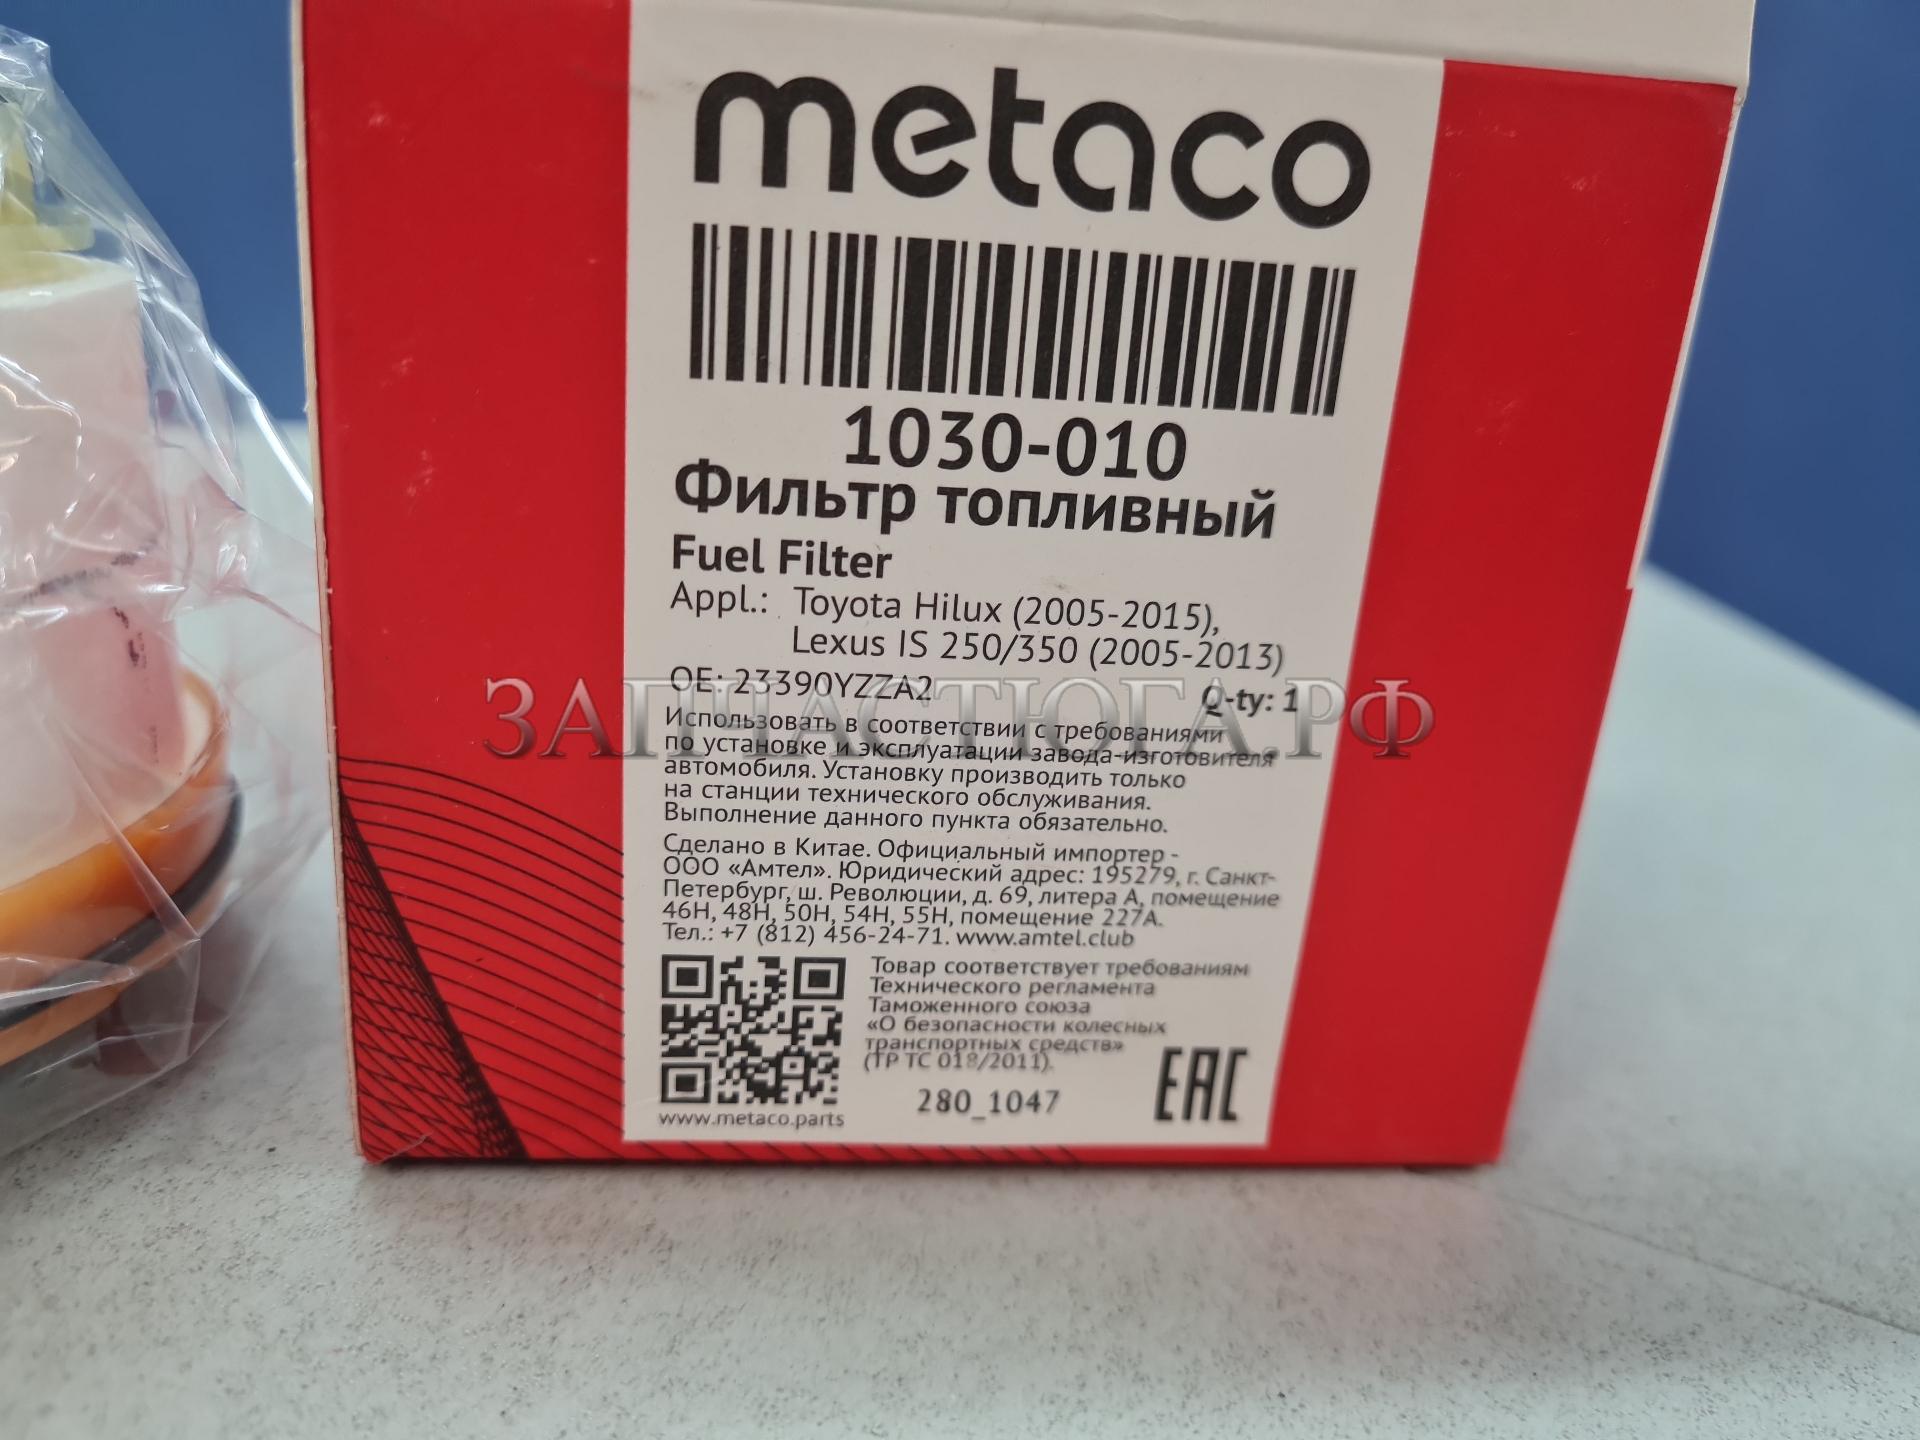 metaco
1030-010
Фильтр топливный
Fuel Filter
Appl.: Toyota Hilux (2005-2015),
Lexus IS 250/350 (2005-2013)
OE: 23390YZZA2
Q-ty: 1
ЗАПЧАСТЮГА.РФ
Использовать в соответствии с требованиями
по установке и эксплуатации завода-изготовителя
автомобиля. Установку производить только
на станции технического обслуживания.
Выполнение данного пункта обязательно.
Сделано в Китае. Официальный импортер -
ООО «Амтел». Юридический адрес: 195279, г. Санкт-
Петербург, ш. Революции, д. 69, литера А, помещение
46Н, 48Н, 50Н, 54Н, 55Н, помещение 227А.
Тел.: +7 (812) 456-24-71. www.amtel.club
Товар соответствует требованиям
Технического регламента
Таможенного союза
«О безопасности колесных
транспортных средств»
(ТР ТС 018/2011).
www.metaco.parts
280_1047
EAC